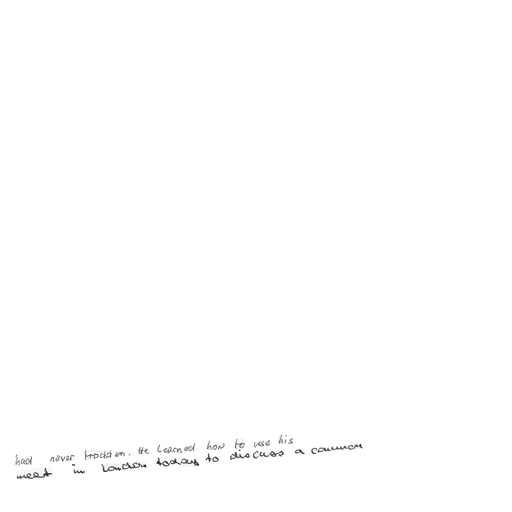 had never trodden. He learned how to use his
meet in London today to discuss a common